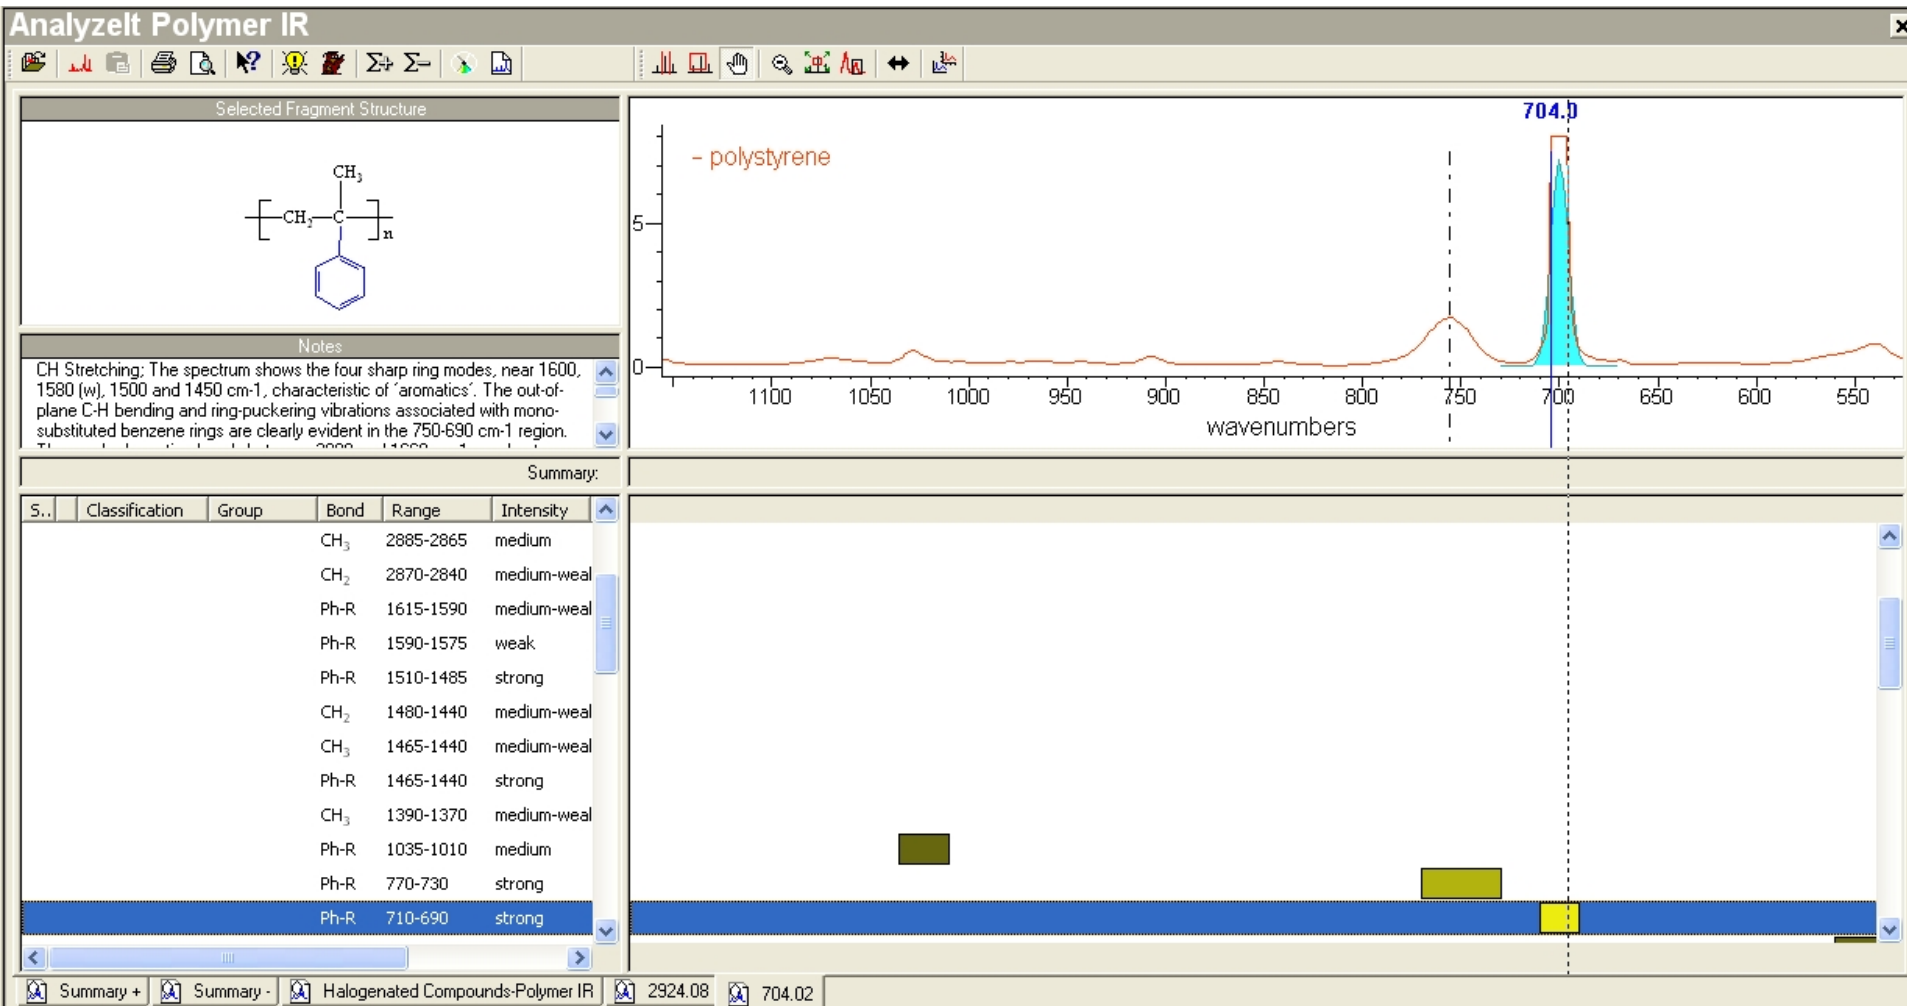 AnalyzeIt Polymer IR
Selected Fragment Structure
CH3
CH2 C
n
Notes
CH Stretching; The spectrum shows the four sharp ring modes, near 1600,
1580 (w), 1500 and 1450 cm-1, characteristic of 'aromatics'. The out-of-
plane C-H bending and ring-puckering vibrations associated with mono-
substituted benzene rings are clearly evident in the 750-690 cm-1 region.
704.0
– polystyrene
5
0
1100 1050 1000 950 900 850 800 750 700 650 600 550
wavenumbers
Summary:
S.. Classification Group Bond Range Intensity
CH3 2885-2865 medium
CH2 2870-2840 medium-weal
Ph-R 1615-1590 medium-weal
Ph-R 1590-1575 weak
Ph-R 1510-1485 strong
CH2 1480-1440 medium-weal
CH3 1465-1440 medium-weal
Ph-R 1465-1440 strong
CH3 1390-1370 medium-weal
Ph-R 1035-1010 medium
Ph-R 770-730 strong
Ph-R 710-690 strong
Summary + Summary - Halogenated Compounds-Polymer IR 2924.08 704.02